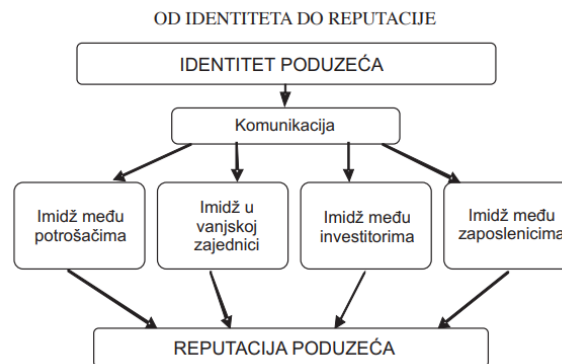 OD IDENTITETA DO REPUTACIJE
IDENTITET PODUZEĆA
Komunikacija
Imidž među
potrošačima
Imidž u
vanjskoj
zajednici
Imidž među
investitorima
Imidž među
zaposlenicima
REPUTACIJA PODUZEĆA